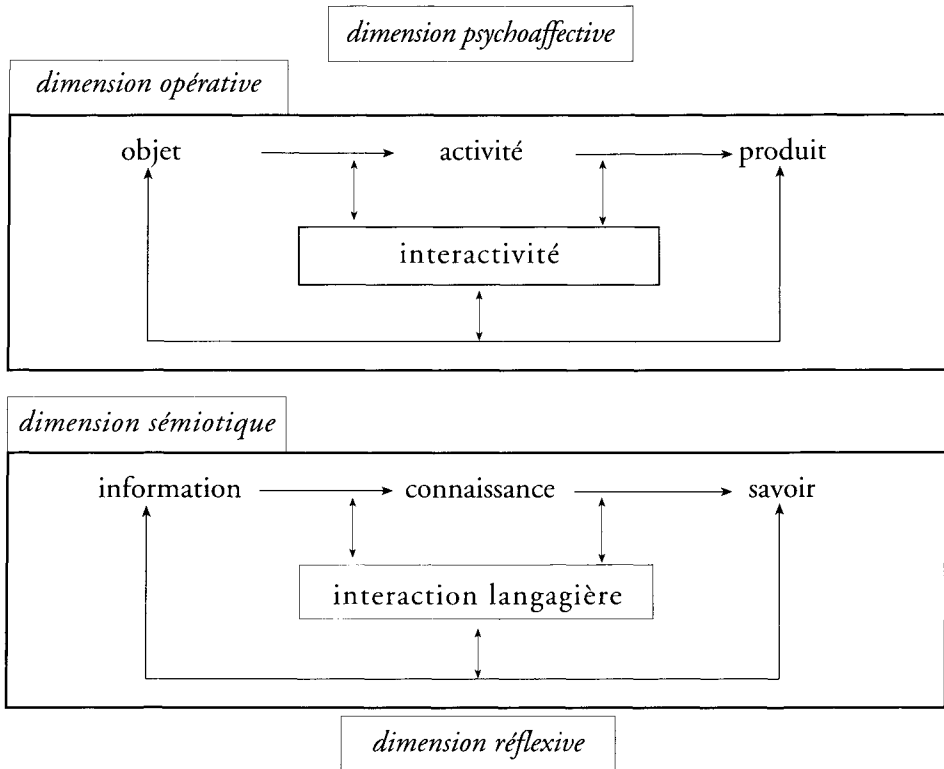 dimension psychoaffective
dimension opérative
objet activité produit
interactivité
dimension sémiotique
information connaissance savoir
interaction langagière
dimension réflexive